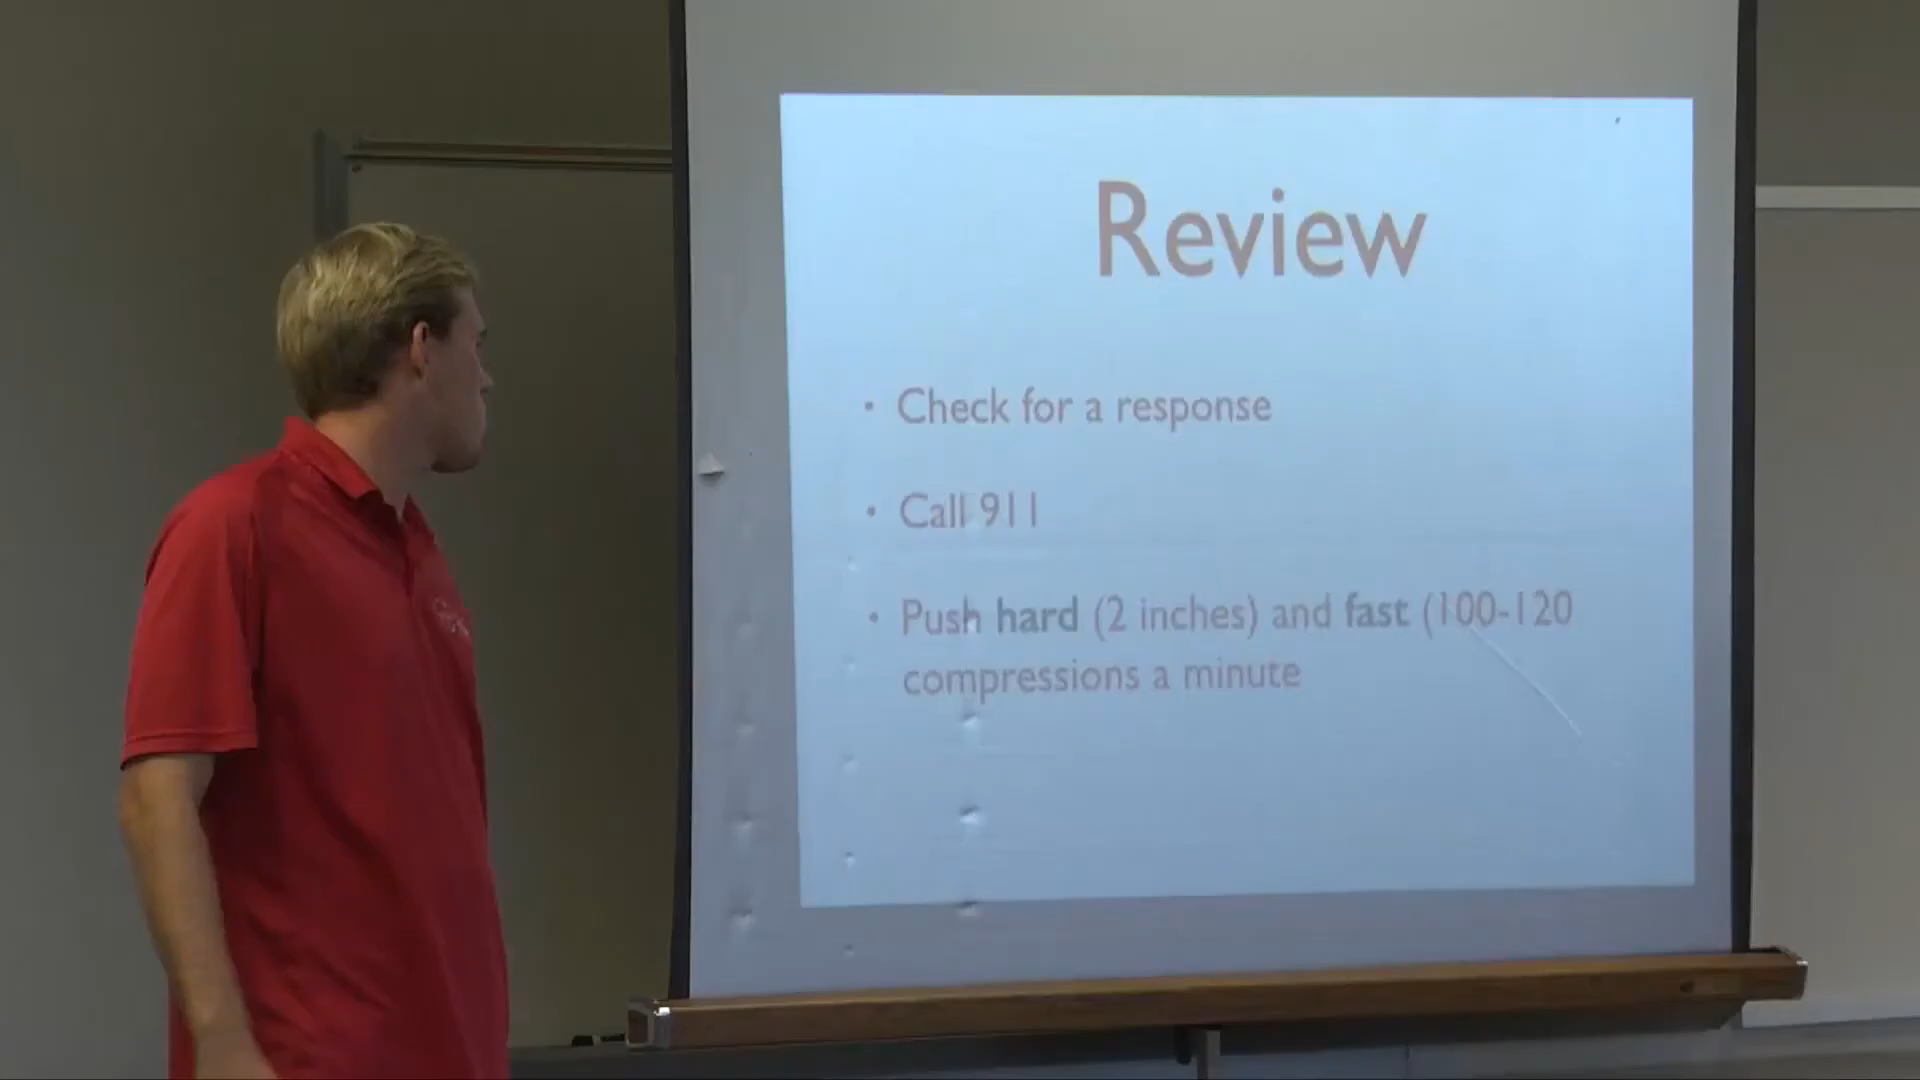 Review
• Check for a response
• Call 911
• Push hard (2 inches) and fast (100-120
compressions a minute